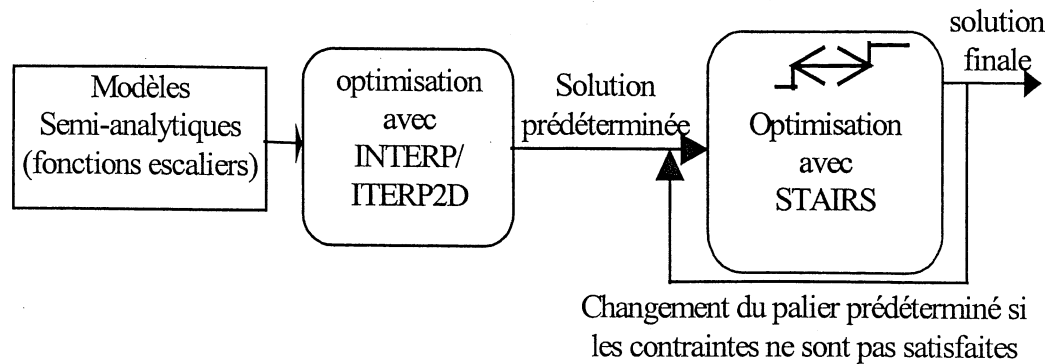 Modèles
Semi-analytiques
(fonctions escaliers)
optimisation
avec
INTERP/
ITERP2D
Solution
prédéterminée
Optimisation
avec
STAIRS
solution
finale
Changement du palier prédéterminé si
les contraintes ne sont pas satisfaites